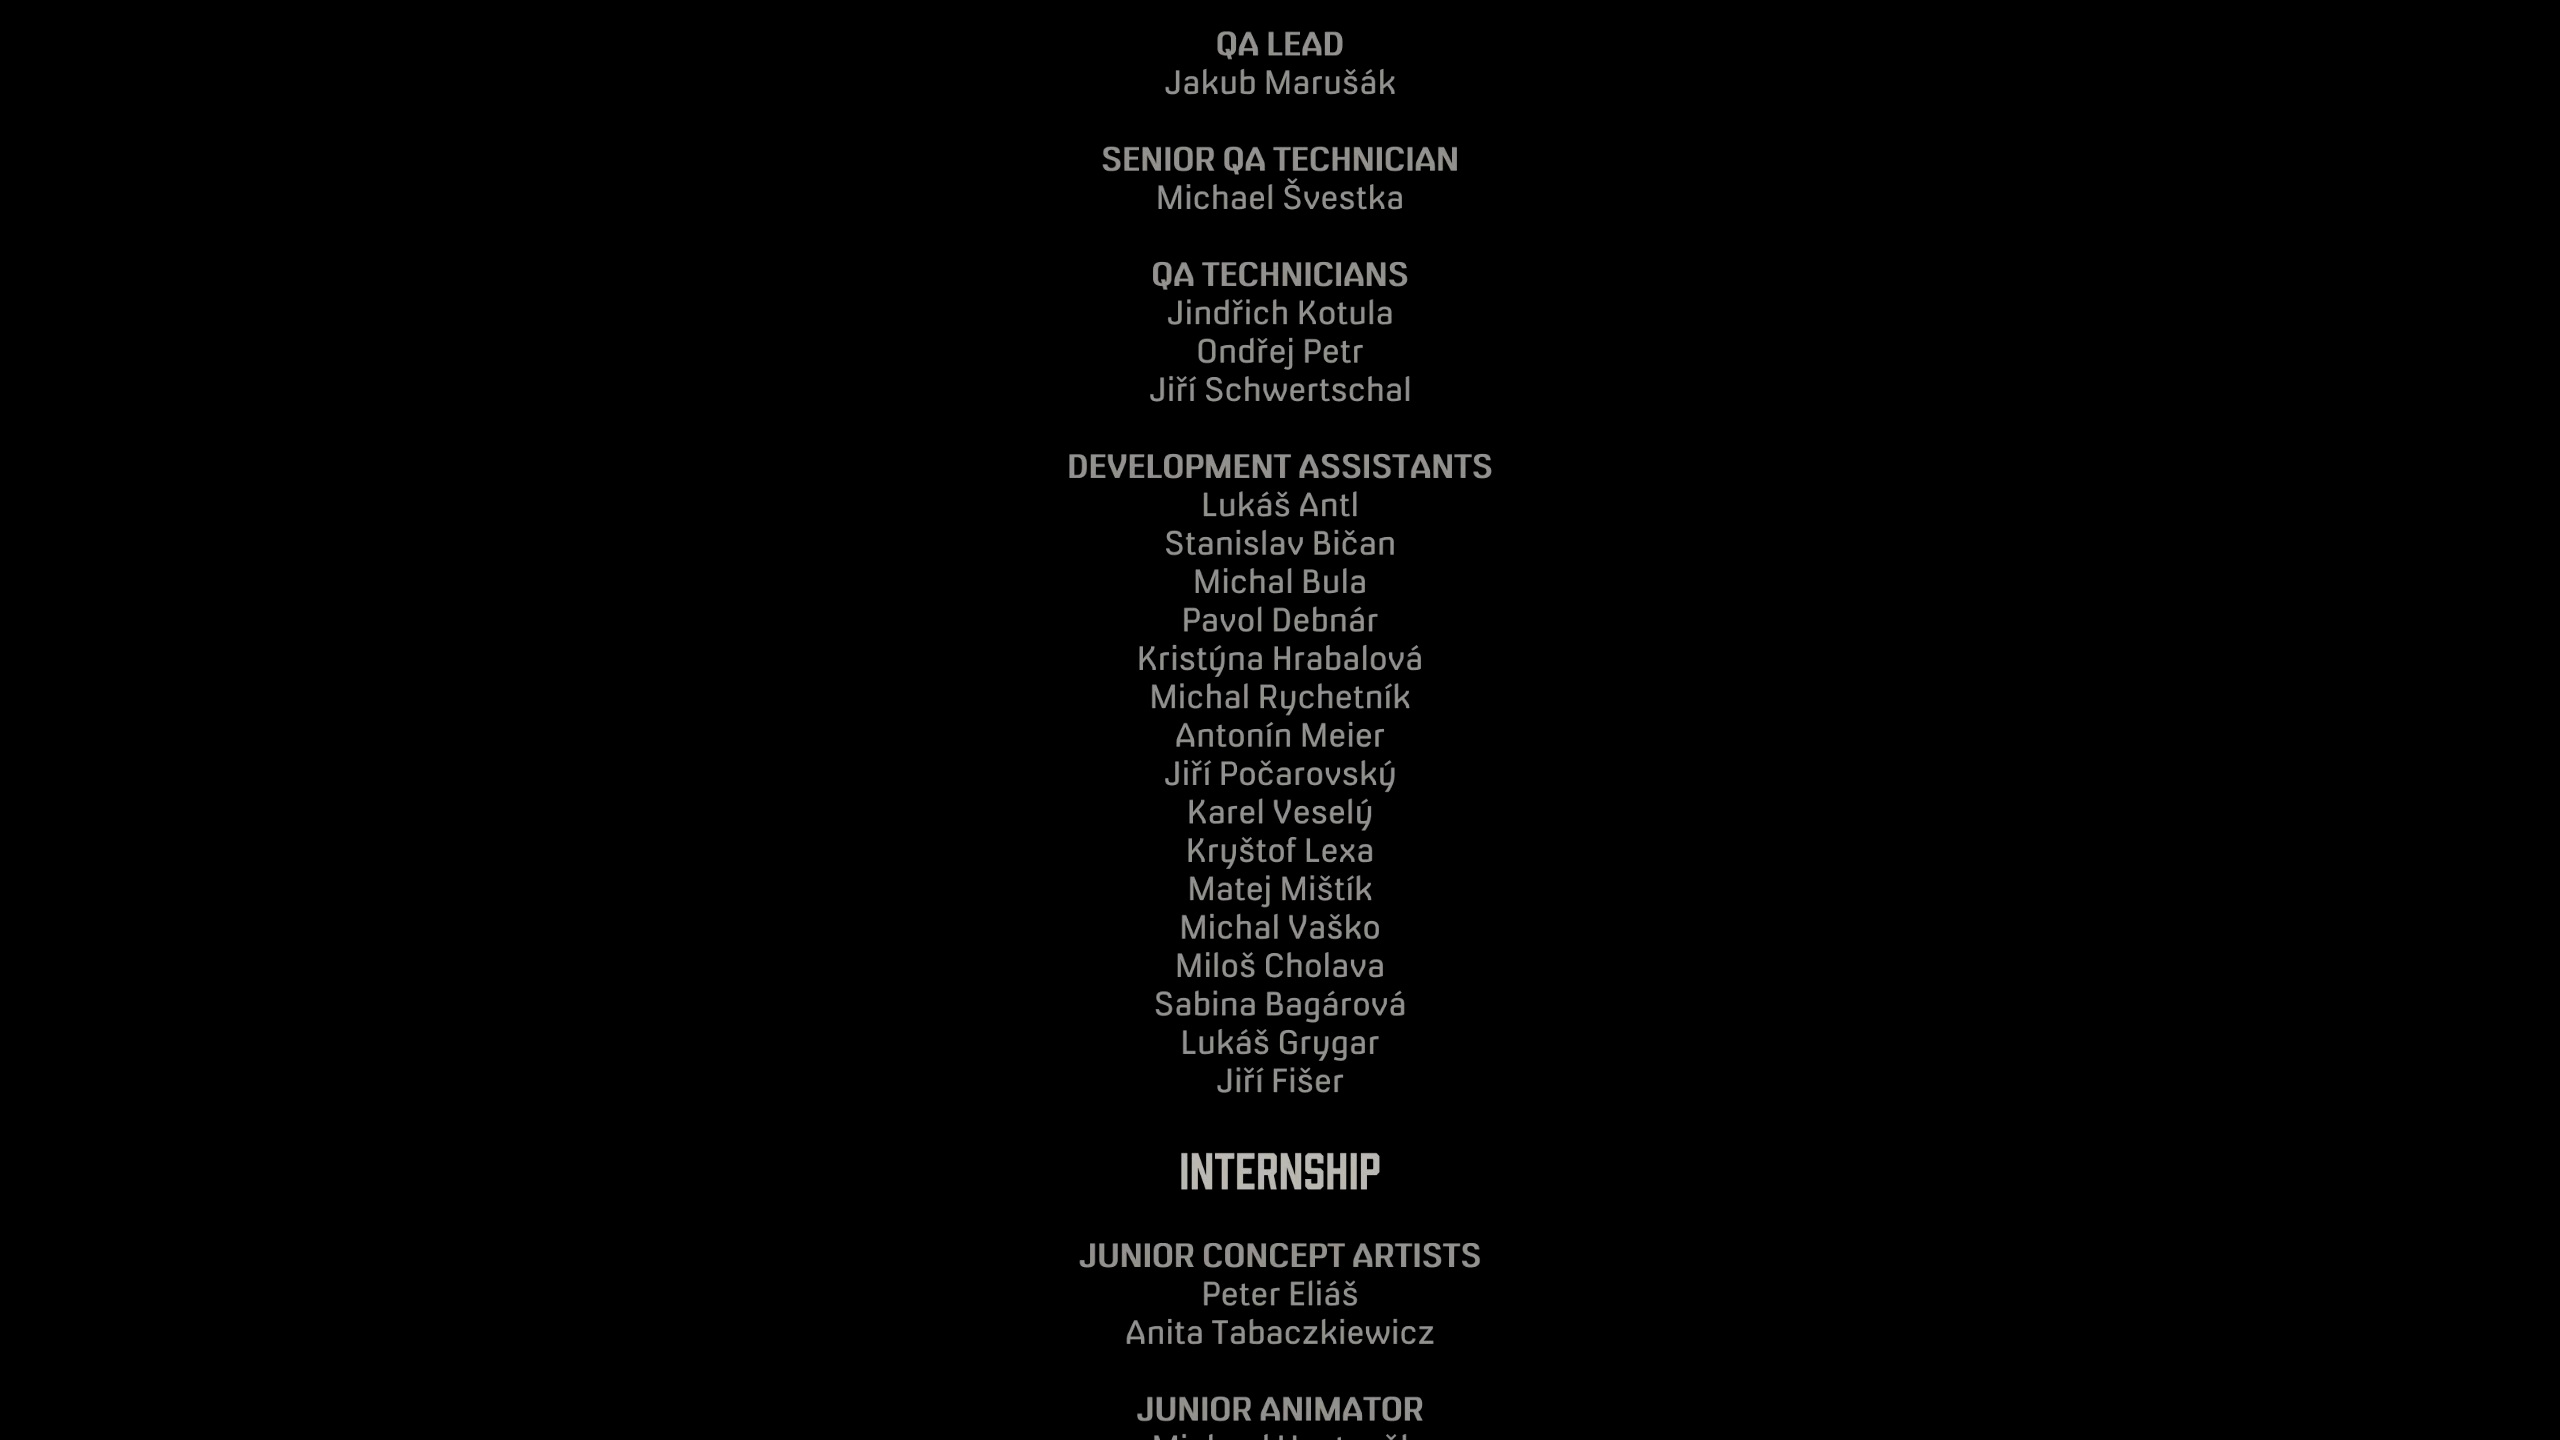 QA LEAD
Jakub Marušák
SENIOR QA TECHNICIAN
Michael Švestka
QA TECHNICIANS
Jindřich Kotula
Ondřej Petr
Jiří Schwertschal
DEVELOPMENT ASSISTANTS
Lukáš Antl
Stanislav Bičan
Michal Bula
Pavol Debnár
Kristýna Hrabalová
Michal Rychetník
Antonín Meier
Jiří Počarovský
Karel Veselý
Kryštof Lexa
Matej Mištík
Michal Vaško
Miloš Cholava
Sabina Bagárová
Lukáš Grygar
Jiří Fišer
INTERNSHIP
JUNIOR CONCEPT ARTISTS
Peter Eliáš
Anita Tabaczkiewicz
JUNIOR ANIMATOR